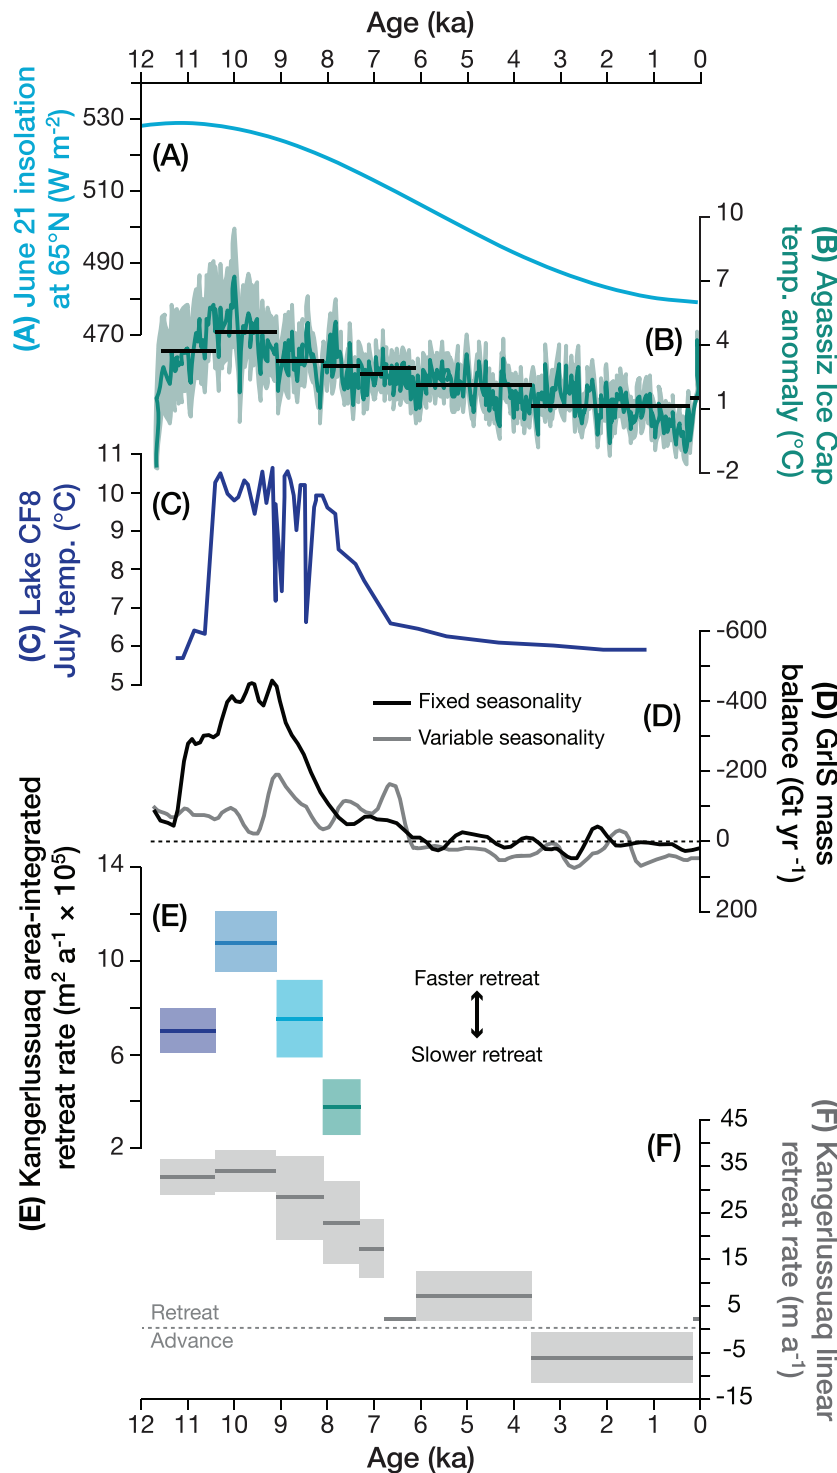 Age (ka)
12 11 10 9 8 7 6 5 4 3 2 1 0
(A) June 21 insolation
at 65°N (W m-2)
530
510
490
470
(A)
(B) Agassiz Ice Cap
temp. anomaly (°C)
10
7
4
1
-2
(B)
(C) Lake CF8
July temp. (°C)
11
10
9
8
7
6
5
(C)
(D) GrIS mass
balance (Gt yr -1)
-600
-400
-200
0
200
Fixed seasonality
Variable seasonality
(D)
(E) Kangerlussuaq area-integrated
retreat rate (m2 a-1 × 105)
14
10
6
2
(E)
Faster retreat
Slower retreat
(F) Kangerlussuaq linear
retreat rate (m a-1)
45
35
25
15
5
-5
-15
(F)
Retreat
Advance
12 11 10 9 8 7 6 5 4 3 2 1 0
Age (ka)